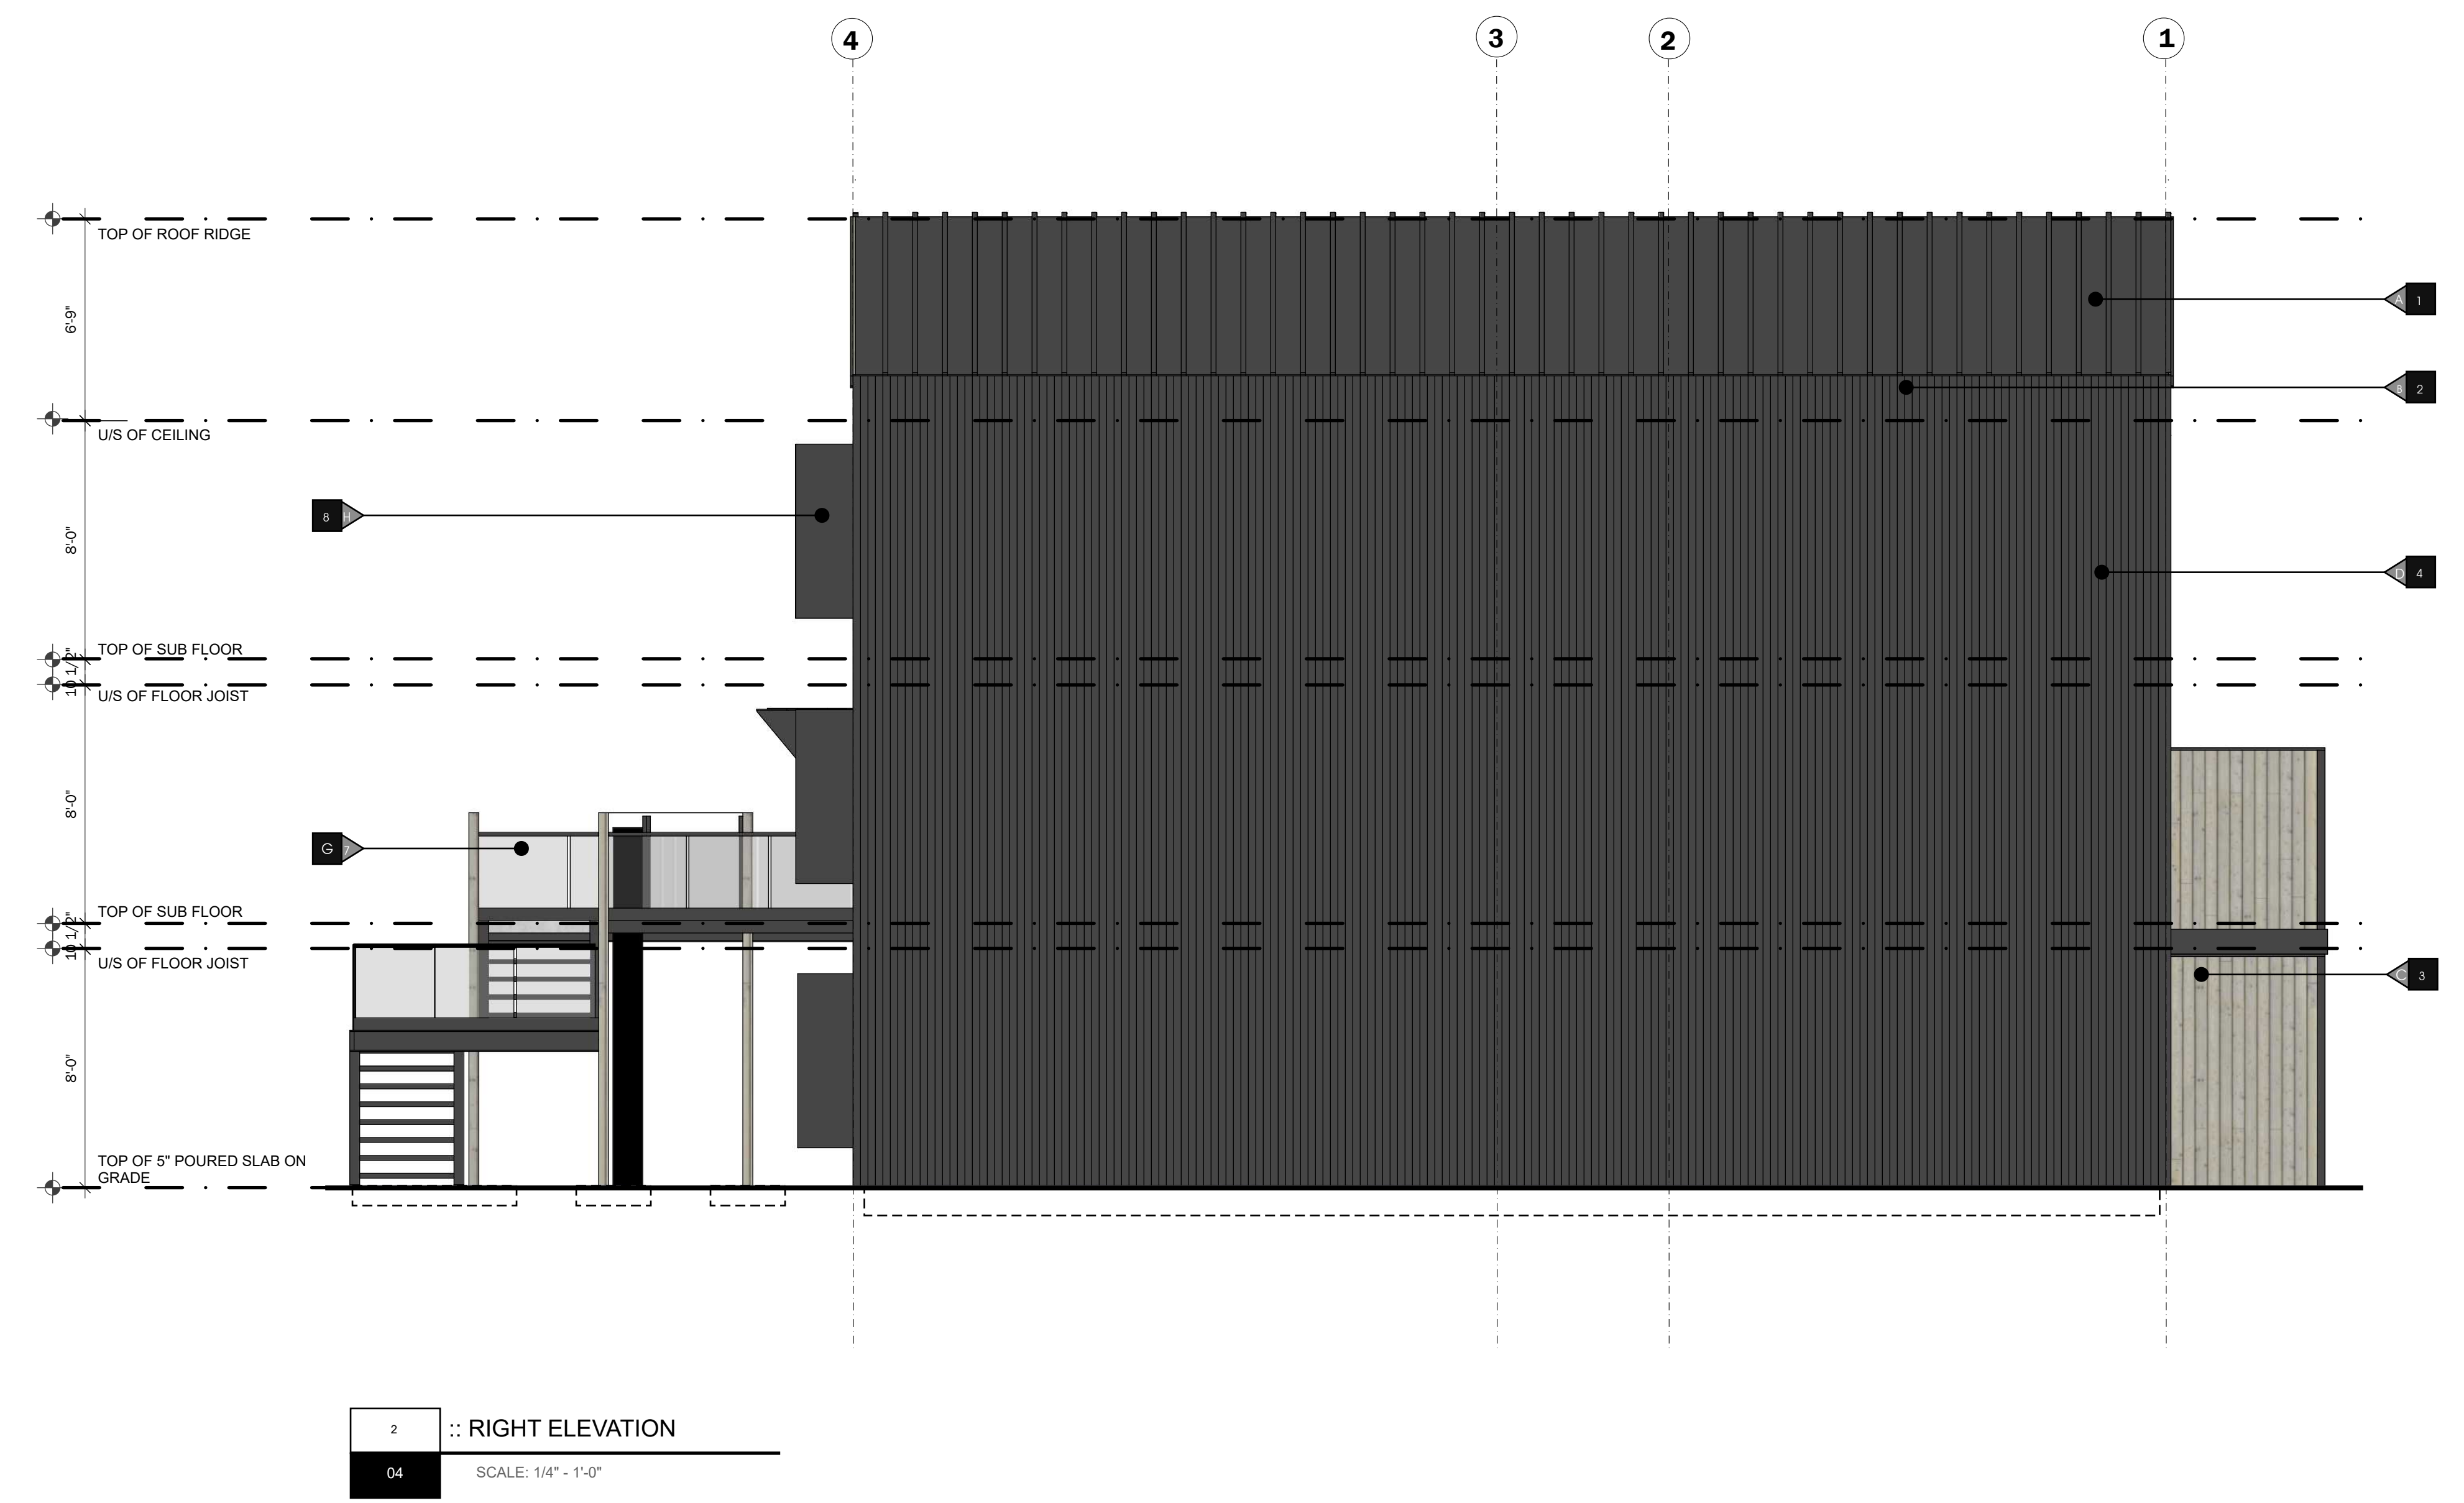 4
3
2
1
TOP OF ROOF RIDGE
6'-9"
A 1
B 2
U/S OF CEILING
8 H
8'-0"
D 4
TOP OF SUB FLOOR
10 1/2"
U/S OF FLOOR JOIST
8'-0"
G 7
TOP OF SUB FLOOR
10 1/2"
U/S OF FLOOR JOIST
C 3
8'-0"
TOP OF 5" POURED SLAB ON
GRADE
2
:: RIGHT ELEVATION
04
SCALE: 1/4" - 1'-0"